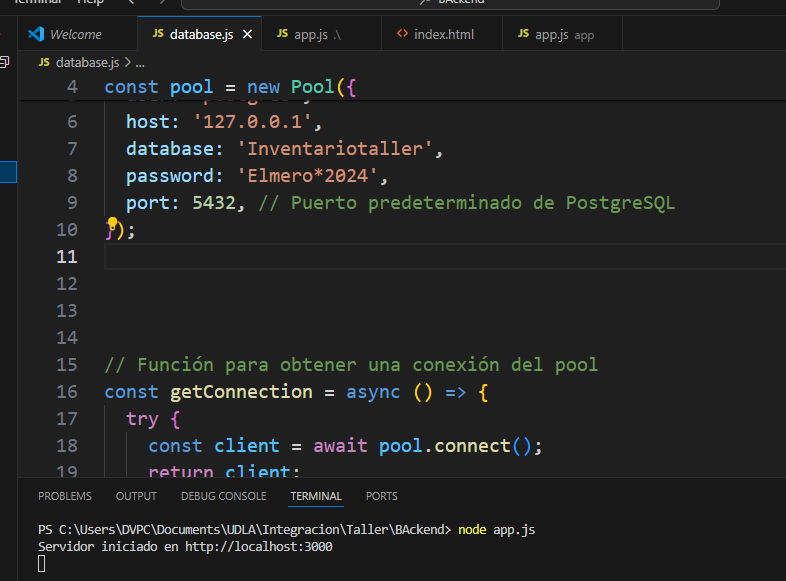 Terminal Help BAckend
Welcome JS database.js JS app.js .\ <> index.html JS app.js app
JS database.js > ...
4 const pool = new Pool({
6 host: '127.0.0.1',
7 database: 'Inventariotaller',
8 password: 'Elmero*2024',
9 port: 5432, // Puerto predeterminado de PostgreSQL
10 });
11
12
13
14
15 // Función para obtener una conexión del pool
16 const getConnection = async () => {
17 try {
18 const client = await pool.connect();
19 return client;
PROBLEMS OUTPUT DEBUG CONSOLE TERMINAL PORTS
PS C:\Users\DVPC\Documents\UDLA\Integracion\Taller\BAckend> node app.js
Servidor iniciado en http://localhost:3000